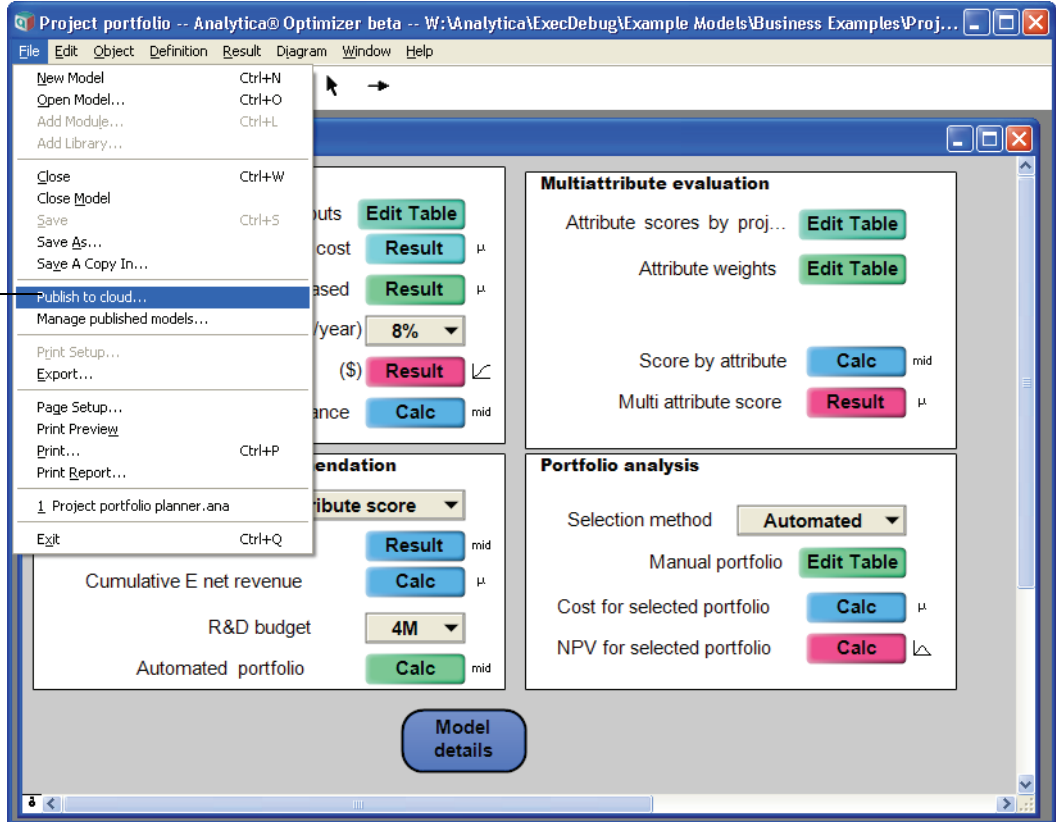 Project portfolio -- Analytica® Optimizer beta -- W:\Analytica\ExecDebug\Example Models\Business Examples\Proj...
File Edit Object Definition Result Diagram Window Help
New Model Ctrl+N
Open Model... Ctrl+O
Add Module... Ctrl+L
Add Library...
Close Ctrl+W
Close Model
Save Ctrl+S
Save As...
Save A Copy In...
Publish to cloud...
Manage published models...
Print Setup...
Export...
Page Setup...
Print Preview
Print... Ctrl+P
Print Report...
1 Project portfolio planner.ana
Exit Ctrl+Q
uts Edit Table
cost Result μ
ased Result μ
/year) 8%
($) Result
ance Calc mid
Multiattribute evaluation
Attribute scores by proj... Edit Table
Attribute weights Edit Table
Score by attribute Calc mid
Multi attribute score Result μ
endation
ribute score
Result mid
Cumulative E net revenue Calc μ
R&D budget 4M
Automated portfolio Calc mid
Portfolio analysis
Selection method Automated
Manual portfolio Edit Table
Cost for selected portfolio Calc μ
NPV for selected portfolio Calc
Model
details